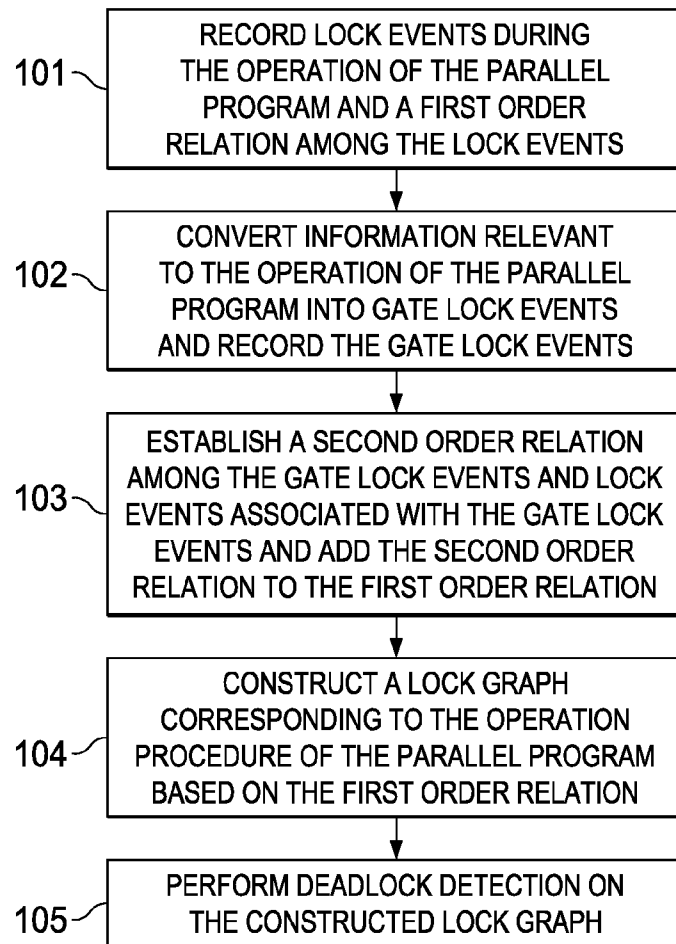 101
RECORD LOCK EVENTS DURING
THE OPERATION OF THE PARALLEL
PROGRAM AND A FIRST ORDER
RELATION AMONG THE LOCK EVENTS
102
CONVERT INFORMATION RELEVANT
TO THE OPERATION OF THE PARALLEL
PROGRAM INTO GATE LOCK EVENTS
AND RECORD THE GATE LOCK EVENTS
103
ESTABLISH A SECOND ORDER RELATION
AMONG THE GATE LOCK EVENTS AND LOCK
EVENTS ASSOCIATED WITH THE GATE LOCK
EVENTS AND ADD THE SECOND ORDER
RELATION TO THE FIRST ORDER RELATION
104
CONSTRUCT A LOCK GRAPH
CORRESPONDING TO THE OPERATION
PROCEDURE OF THE PARALLEL PROGRAM
BASED ON THE FIRST ORDER RELATION
105
PERFORM DEADLOCK DETECTION ON
THE CONSTRUCTED LOCK GRAPH